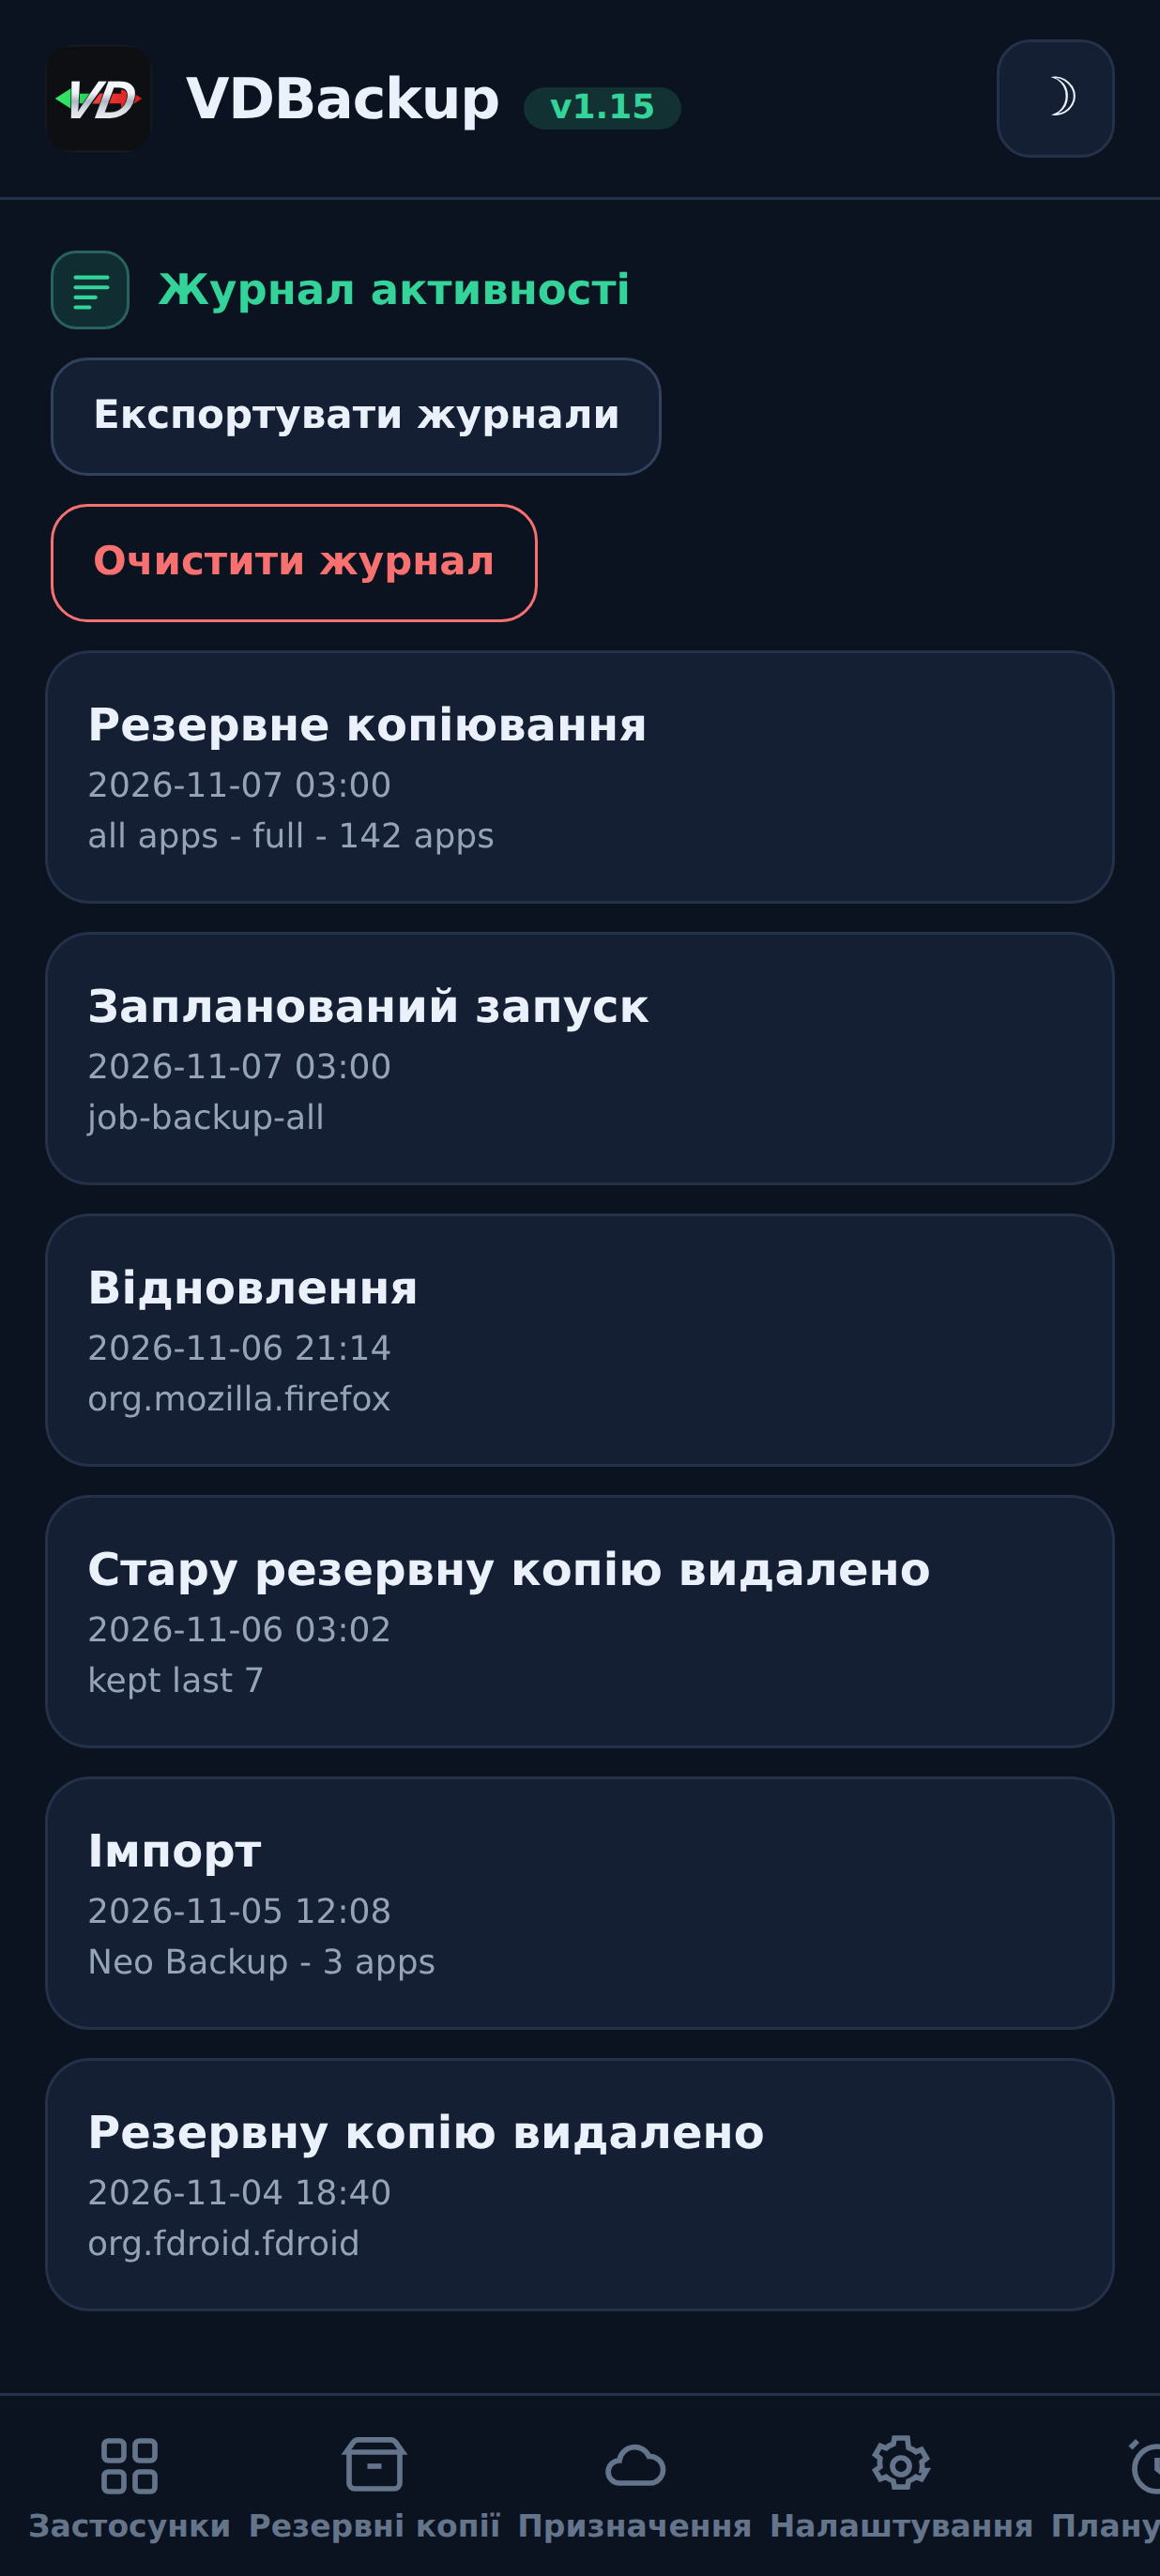 VD
VDBackup v1.15
Журнал активності
Експортувати журнали
Очистити журнал
Резервне копіювання
2026-11-07 03:00
all apps - full - 142 apps
Запланований запуск
2026-11-07 03:00
job-backup-all
Відновлення
2026-11-06 21:14
org.mozilla.firefox
Стару резервну копію видалено
2026-11-06 03:02
kept last 7
Імпорт
2026-11-05 12:08
Neo Backup - 3 apps
Резервну копію видалено
2026-11-04 18:40
org.fdroid.fdroid
Застосунки Резервні копії Призначення Налаштування Плану